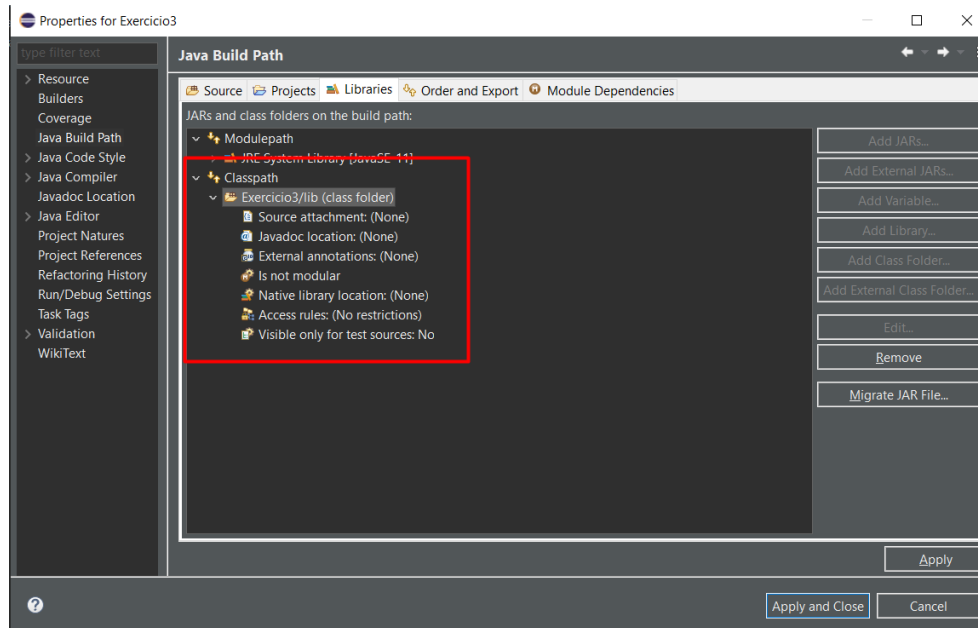 Properties for Exercicio3
type filter text
Resource
Builders
Coverage
Java Build Path
Java Code Style
Java Compiler
Javadoc Location
Java Editor
Project Natures
Project References
Refactoring History
Run/Debug Settings
Task Tags
Validation
WikiText
Java Build Path
Source Projects Libraries Order and Export Module Dependencies
JARs and class folders on the build path:
Modulepath
JRE System Library [JavaSE-11]
Classpath
Exercicio3/lib (class folder)
Source attachment: (None)
Javadoc location: (None)
External annotations: (None)
Is not modular
Native library location: (None)
Access rules: (No restrictions)
Visible only for test sources: No
Add JARs...
Add External JARs...
Add Variable...
Add Library...
Add Class Folder...
Add External Class Folder...
Edit...
Remove
Migrate JAR File...
Apply
Apply and Close Cancel